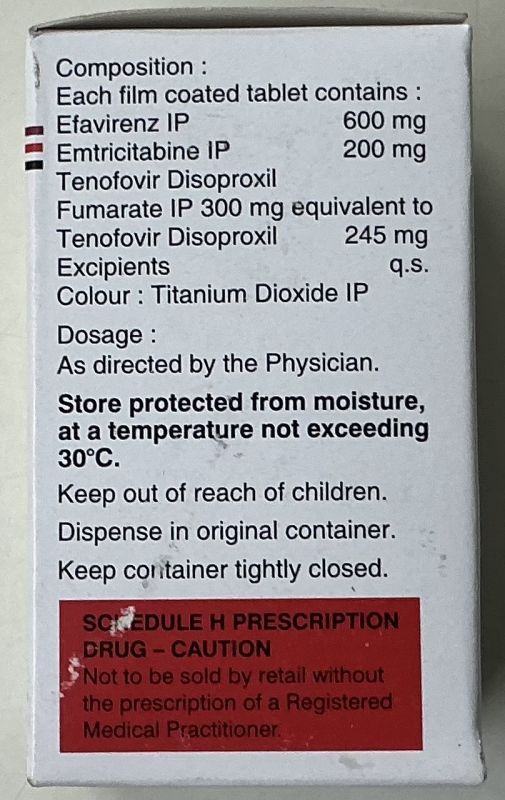 Composition :
Each film coated tablet contains :
Efavirenz IP 600 mg
Emtricitabine IP 200 mg
Tenofovir Disoproxil
Fumarate IP 300 mg equivalent to
Tenofovir Disoproxil 245 mg
Excipients q.s.
Colour : Titanium Dioxide IP
Dosage :
As directed by the Physician.
Store protected from moisture,
at a temperature not exceeding
30°C.
Keep out of reach of children.
Dispense in original container.
Keep container tightly closed.
SCHEDULE H PRESCRIPTION
DRUG – CAUTION
Not to be sold by retail without
the prescription of a Registered
Medical Practitioner.